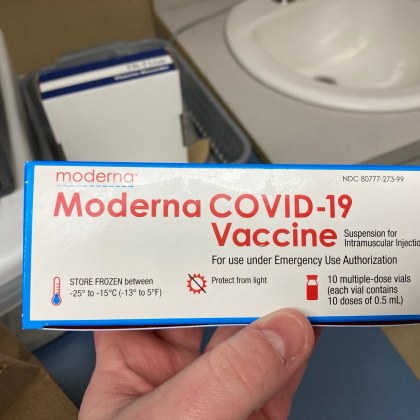 moderna
NDC 80777-273-99
Moderna COVID-19
Vaccine
Suspension for
Intramuscular Injectio
For use under Emergency Use Authorization
STORE FROZEN between
-25° to -15°C (-13° to 5°F)
Protect from light
10 multiple-dose vials
(each vial contains
10 doses of 0.5 mL)